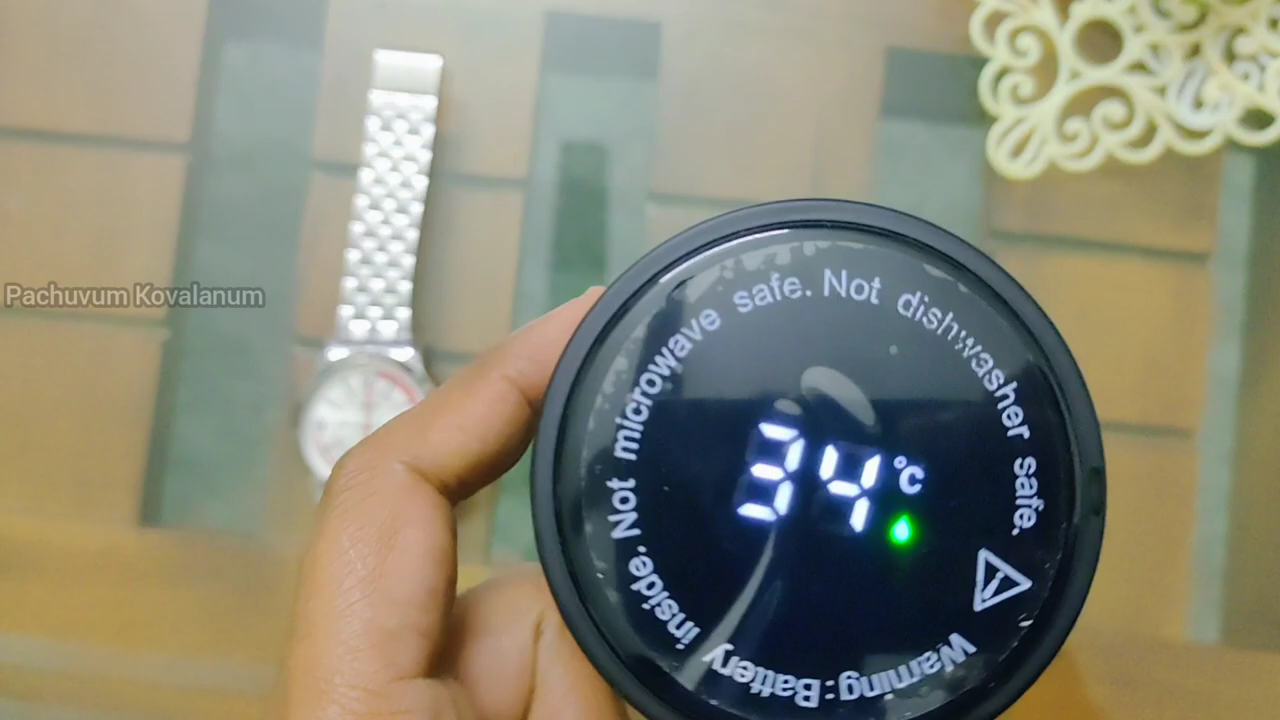 Pachuvum Kovalanum
Warning: Battery inside. Not microwave safe. Not dishwasher safe.
34 °C